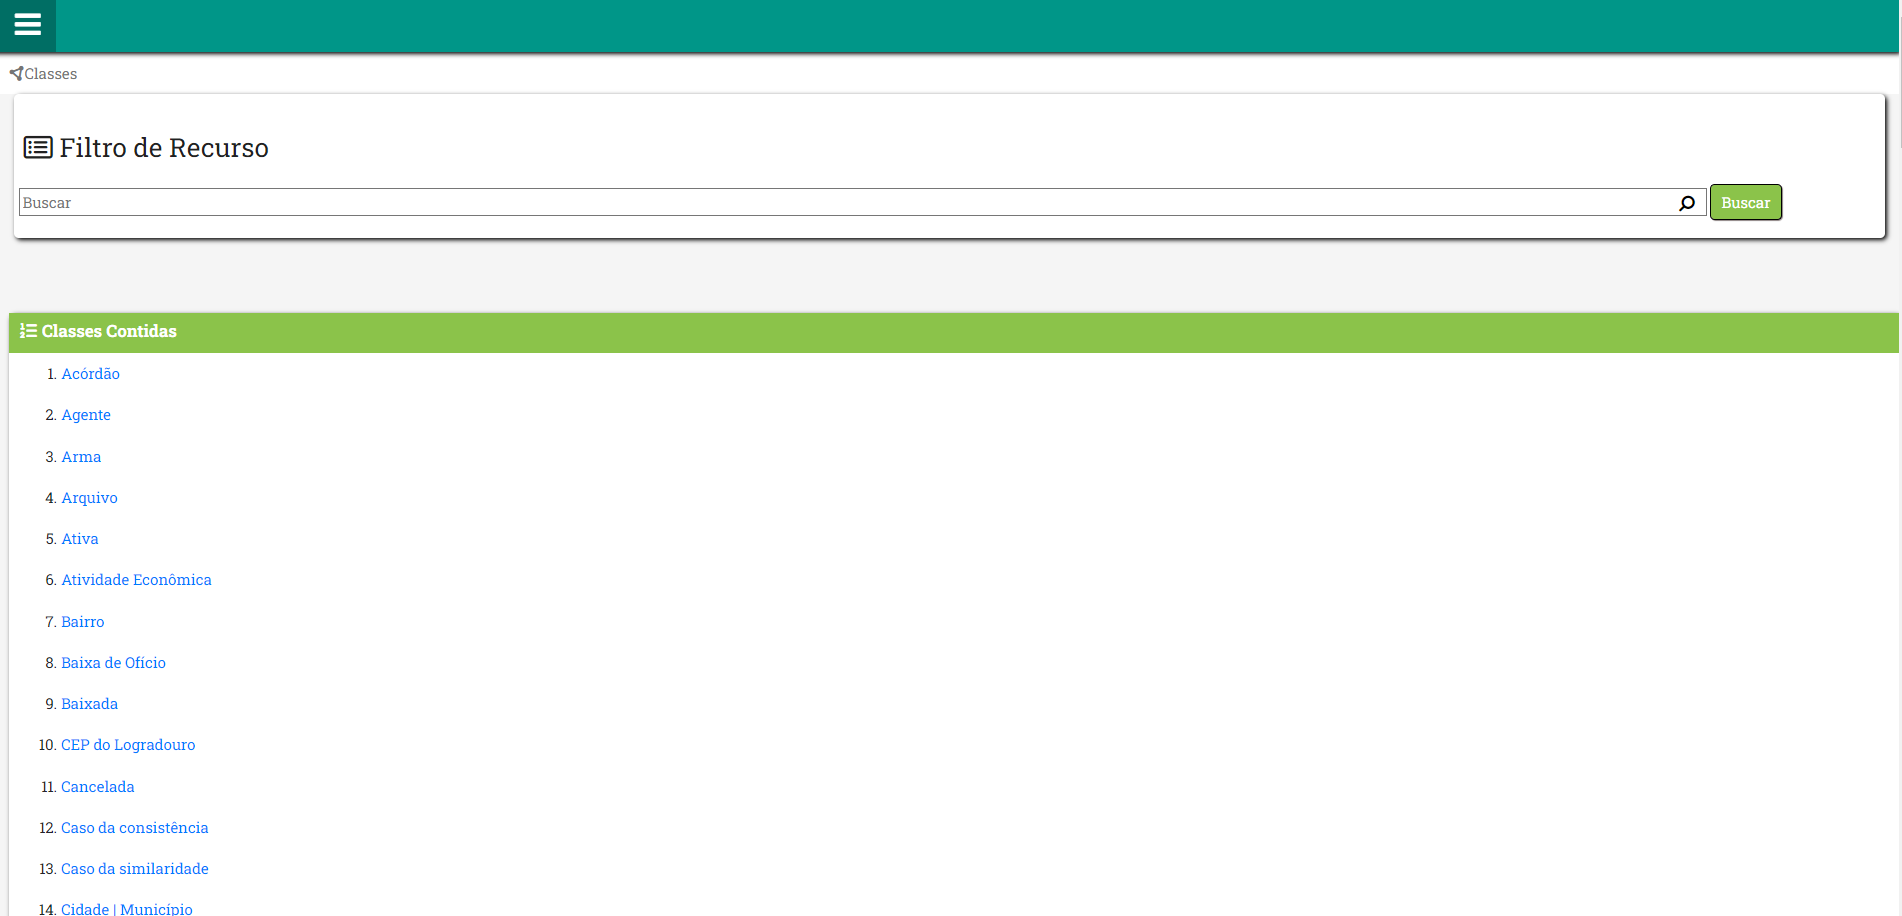 Classes
Filtro de Recurso
Buscar
Buscar
Classes Contidas
1. Acórdão
2. Agente
3. Arma
4. Arquivo
5. Ativa
6. Atividade Econômica
7. Bairro
8. Baixa de Ofício
9. Baixada
10. CEP do Logradouro
11. Cancelada
12. Caso da consistência
13. Caso da similaridade
14. Cidade | Município